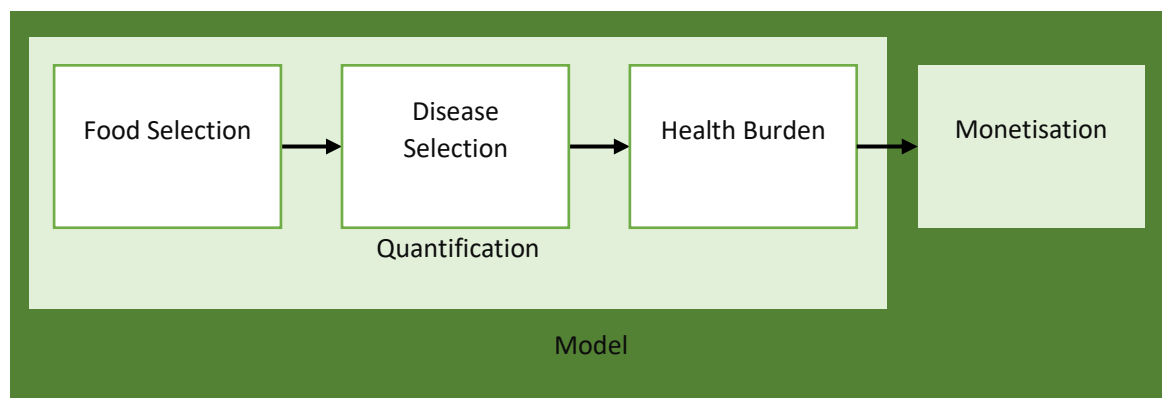 Food Selection
Disease
Selection
Health Burden
Monetisation
Quantification
Model